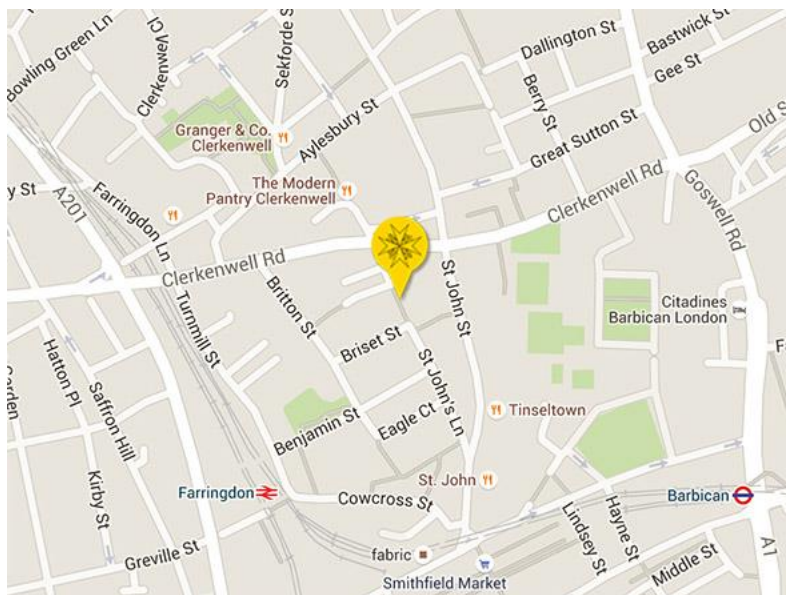 Bowling Green Ln
Clerkenwell Cl
Sekforde S
Dallington St
Bastwick St
Gee St
Berry St
Granger & Co.
Clerkenwell
Aylesbury St
Great Sutton St
Old S
The Modern
Pantry Clerkenwell
Clerkenwell Rd
y St
A201
Farringdon Ln
Goswell Rd
Clerkenwell Rd
Turnmill St
Britton St
St John St
Citadines
Barbican London
Briset St
St John's Ln
Hatton Pl
Saffron Hill
Tinseltown
Benjamin St
Eagle Ct
Kirby St
St. John
Farringdon
Cowcross St
Barbican
Lindsey St
Hayne St
A1
Greville St
fabric
Middle St
Smithfield Market